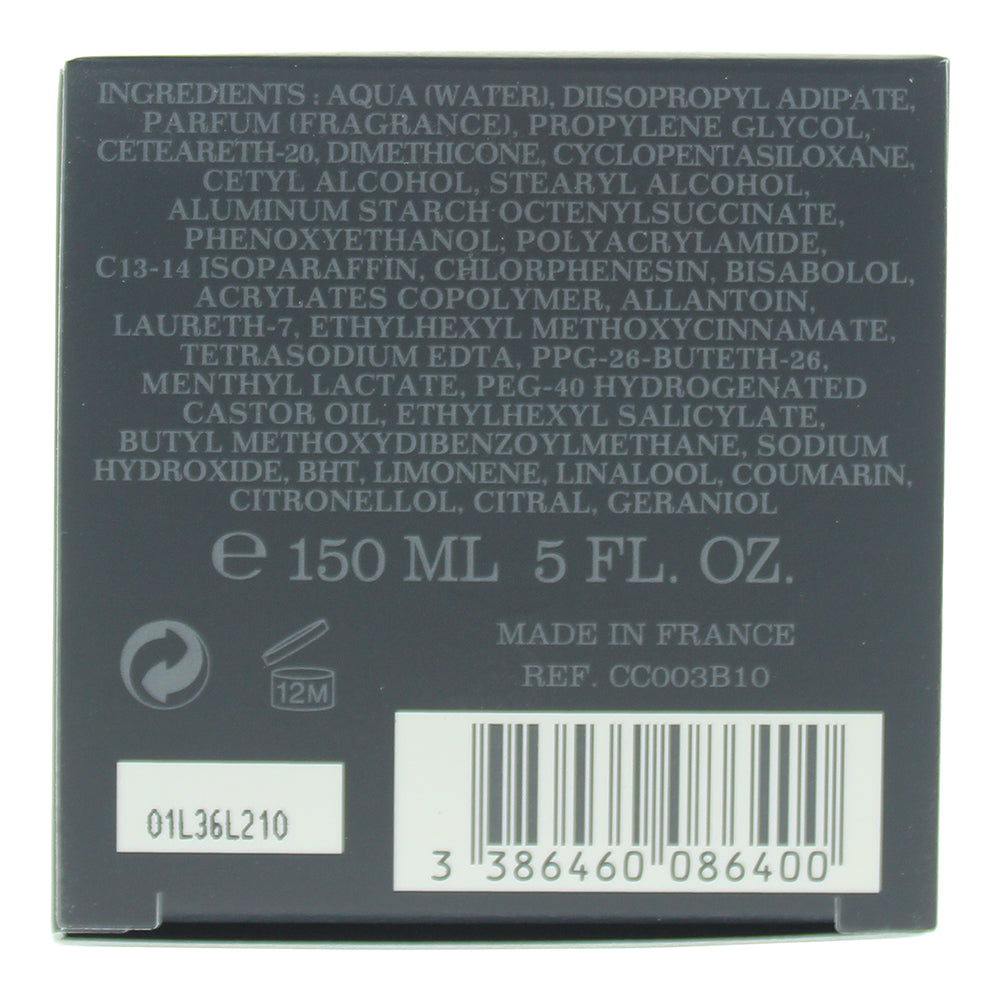 INGREDIENTS : AQUA (WATER), DIISOPROPYL ADIPATE,
PARFUM (FRAGRANCE), PROPYLENE GLYCOL,
CETEARETH-20, DIMETHICONE, CYCLOPENTASILOXANE,
CETYL ALCOHOL, STEARYL ALCOHOL,
ALUMINUM STARCH OCTENYLSUCCINATE,
PHENOXYETHANOL, POLYACRYLAMIDE,
C13-14 ISOPARAFFIN, CHLORPHENESIN, BISABOLOL,
ACRYLATES COPOLYMER, ALLANTOIN,
LAURETH-7, ETHYLHEXYL METHOXYCINNAMATE,
TETRASODIUM EDTA, PPG-26-BUTETH-26,
MENTHYL LACTATE, PEG-40 HYDROGENATED
CASTOR OIL, ETHYLHEXYL SALICYLATE,
BUTYL METHOXYDIBENZOYLMETHANE, SODIUM
HYDROXIDE, BHT, LIMONENE, LINALOOL, COUMARIN,
CITRONELLOL, CITRAL, GERANIOL
℮ 150 ML 5 FL. OZ.
MADE IN FRANCE
REF. CC003B10
12M
01L36L210
3 386460 086400